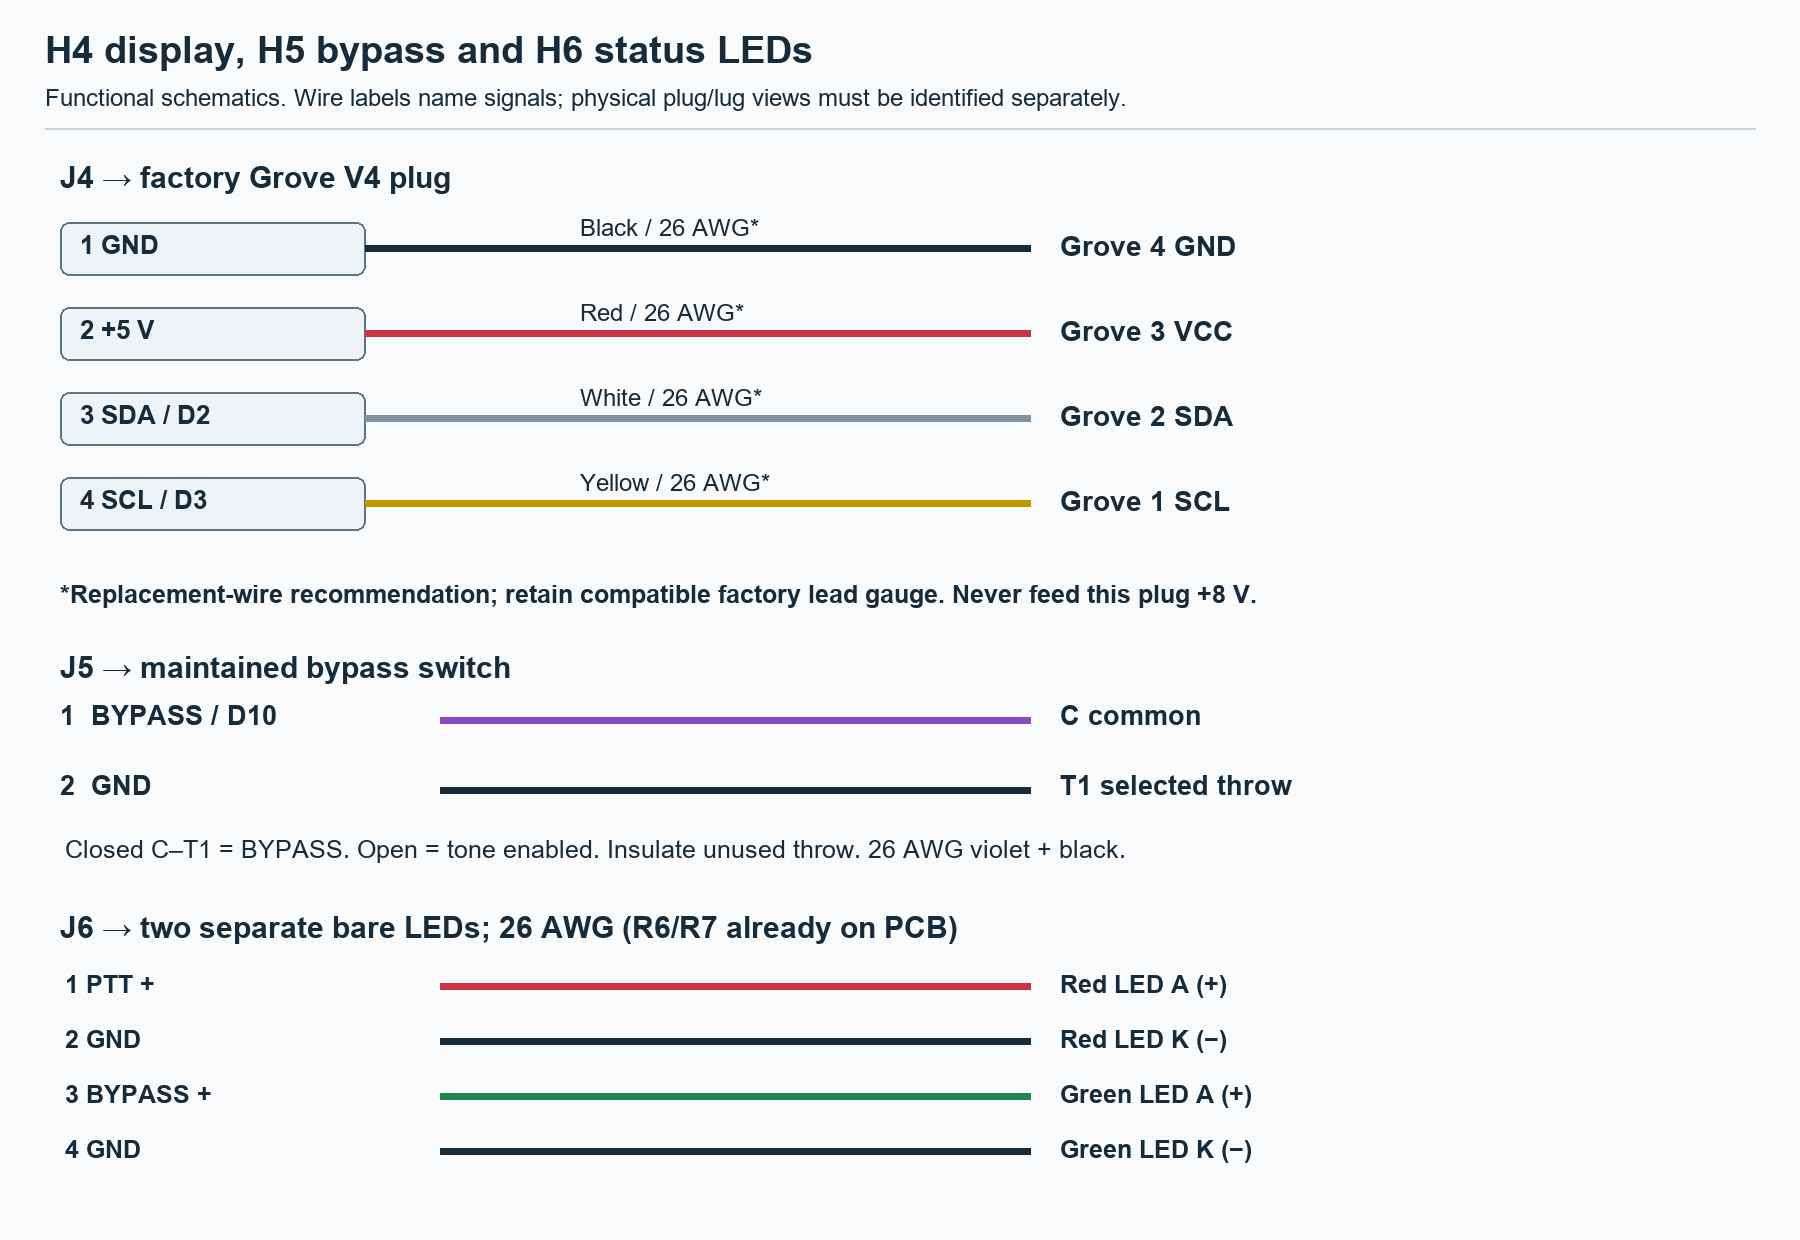 H4 display, H5 bypass and H6 status LEDs
Functional schematics. Wire labels name signals; physical plug/lug views must be identified separately.
J4 → factory Grove V4 plug
1 GND Black / 26 AWG* Grove 4 GND
2 +5 V Red / 26 AWG* Grove 3 VCC
3 SDA / D2 White / 26 AWG* Grove 2 SDA
4 SCL / D3 Yellow / 26 AWG* Grove 1 SCL
*Replacement-wire recommendation; retain compatible factory lead gauge. Never feed this plug +8 V.
J5 → maintained bypass switch
1 BYPASS / D10 C common
2 GND T1 selected throw
Closed C–T1 = BYPASS. Open = tone enabled. Insulate unused throw. 26 AWG violet + black.
J6 → two separate bare LEDs; 26 AWG (R6/R7 already on PCB)
1 PTT + Red LED A (+)
2 GND Red LED K (−)
3 BYPASS + Green LED A (+)
4 GND Green LED K (−)